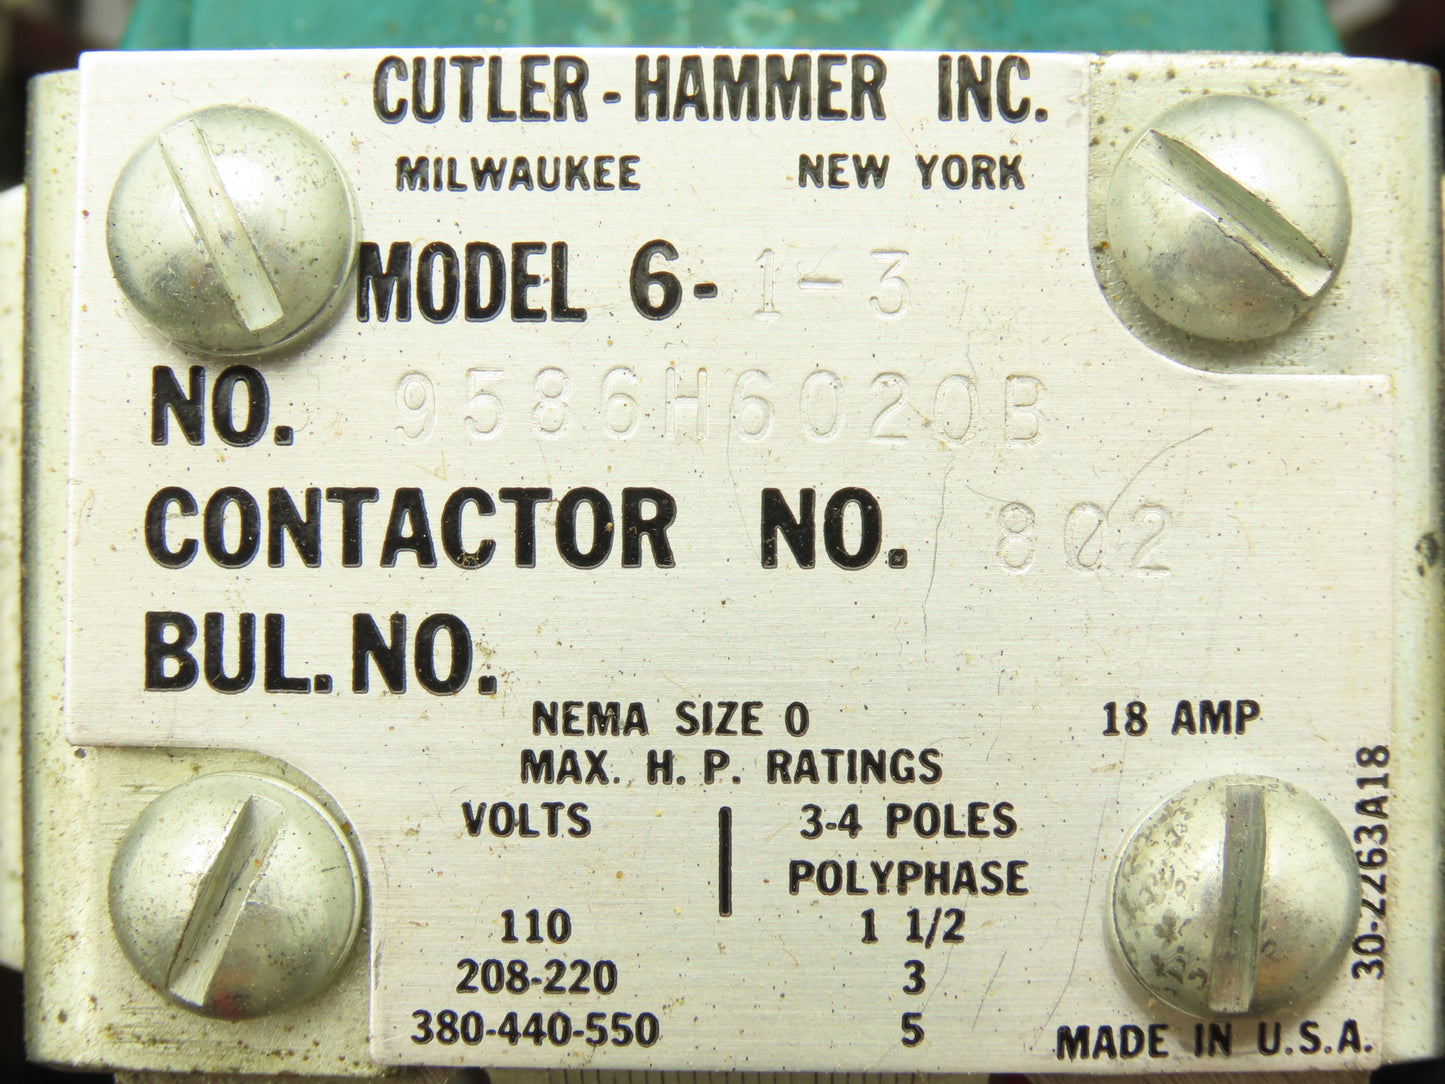 CUTLER-HAMMER INC.
MILWAUKEE NEW YORK
MODEL 6-1-3
NO. 9586H6020B
CONTACTOR NO. 802
BUL. NO.
NEMA SIZE 0 18 AMP
MAX. H. P. RATINGS
VOLTS 3-4 POLES
POLYPHASE
110 1 1/2
208-220 3
380-440-550 5
MADE IN U.S.A.
30-2263A18